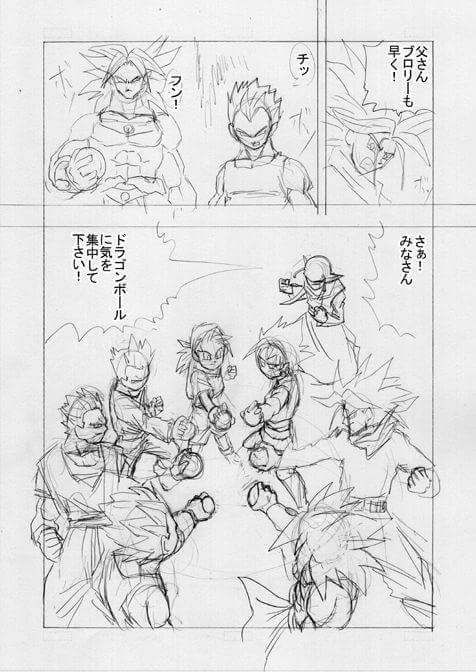 父さん
ブロリーも
早く！
チッ
フン！
さぁ！
みなさん
ドラゴンボール
に気を
集中して
下さい！